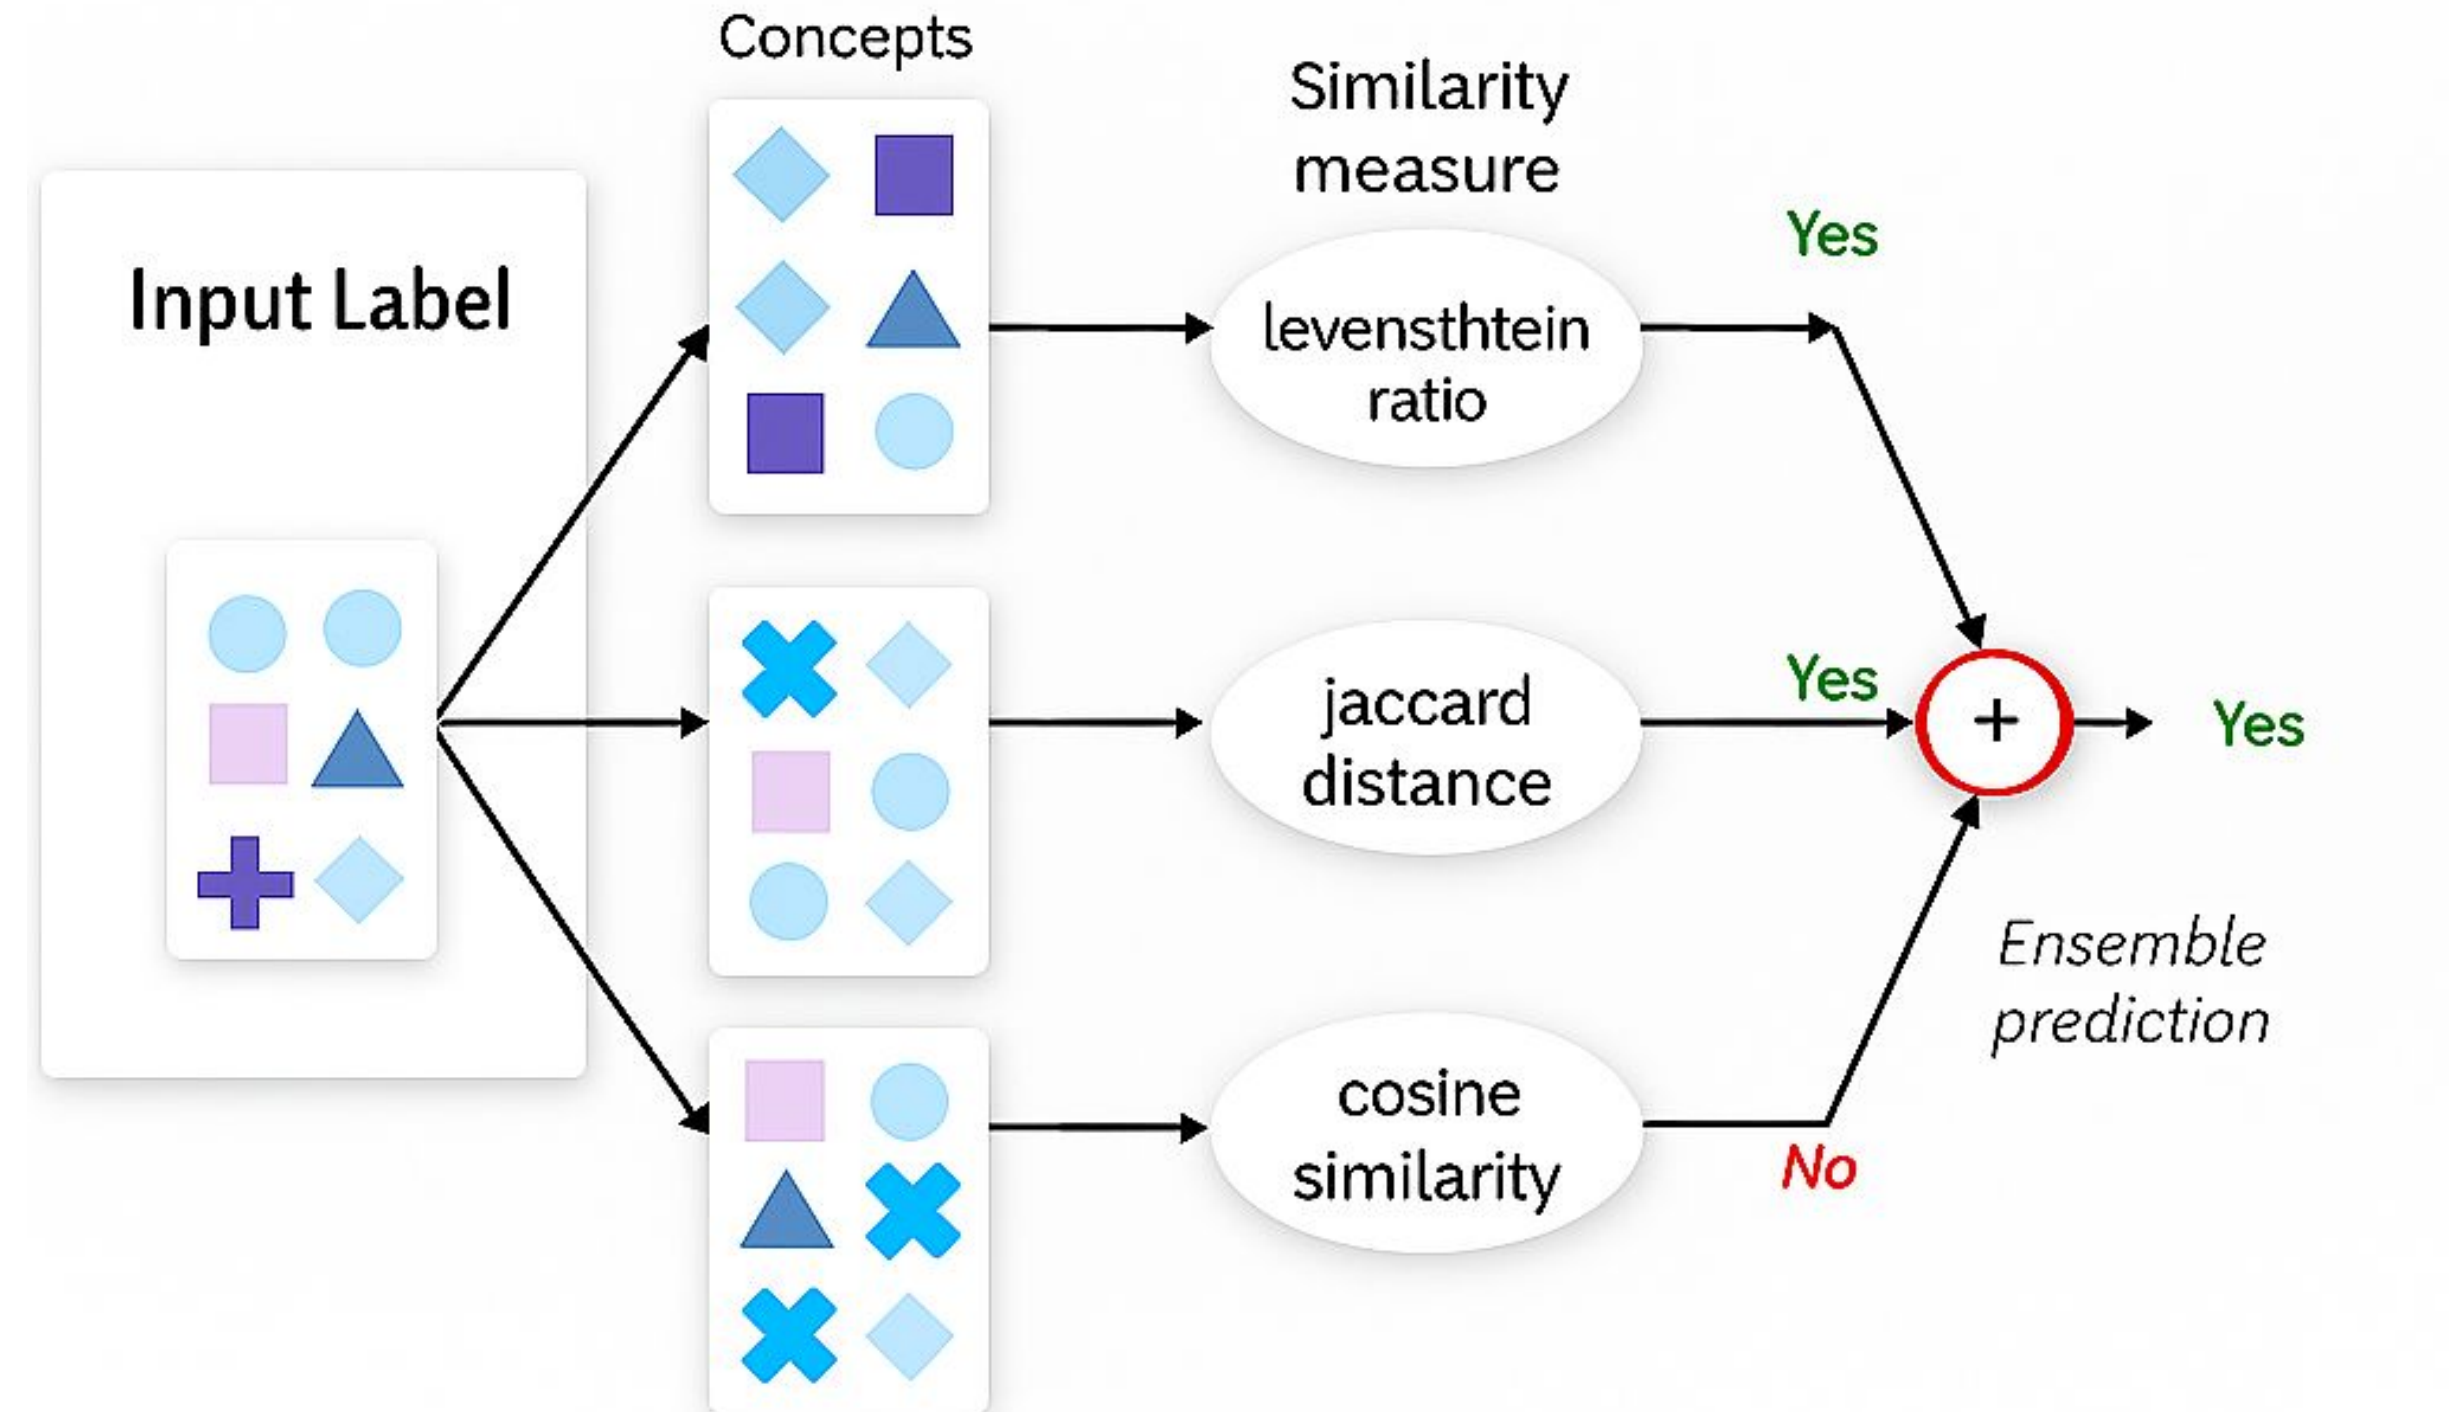 Concepts
Similarity
measure
Input Label
Yes
levensthtein
ratio
jaccard
distance
Yes
+
Yes
Ensemble
prediction
cosine
similarity
No